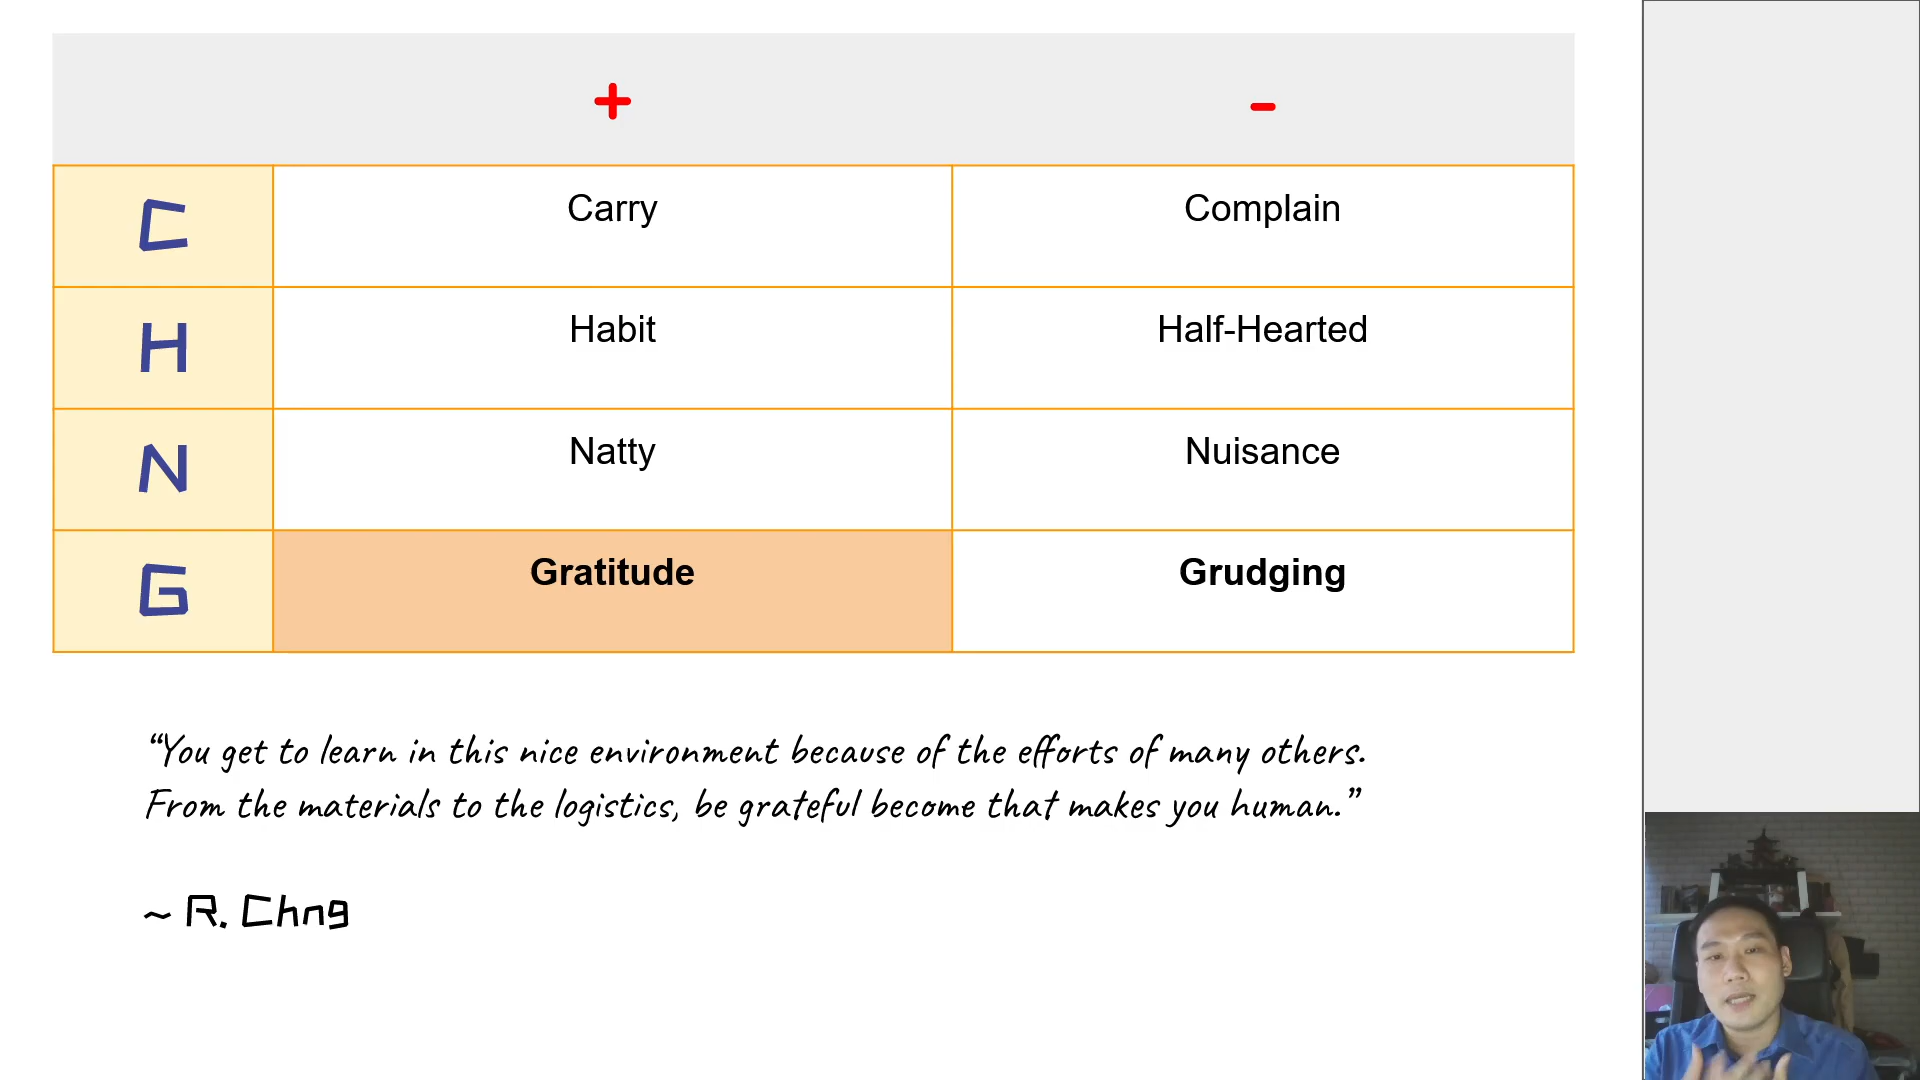 + -
C Carry Complain
H Habit Half-Hearted
N Natty Nuisance
G Gratitude Grudging
“You get to learn in this nice environment because of the efforts of many others.
From the materials to the logistics, be grateful become that makes you human.”
~ R. Chng